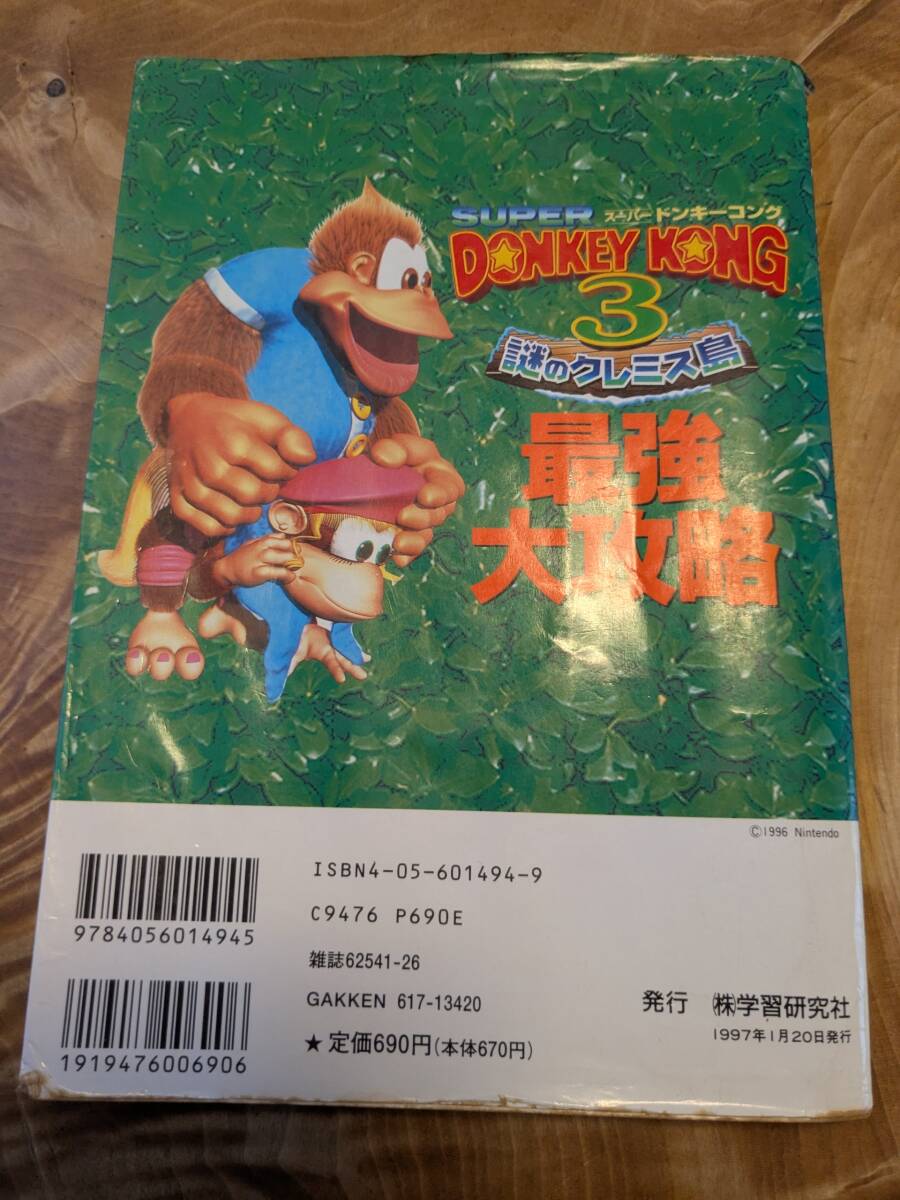 SUPER スーパードンキーコング
DONKEY KONG
3
謎のクレミス島
最強
大攻略
©1996 Nintendo
ISBN4-05-601494-9
C9476 P690E
9784056014945
雑誌62541-26
GAKKEN 617-13420
発行 ㈱学習研究社
★定価690円(本体670円)
1997年1月20日発行
1919476006906